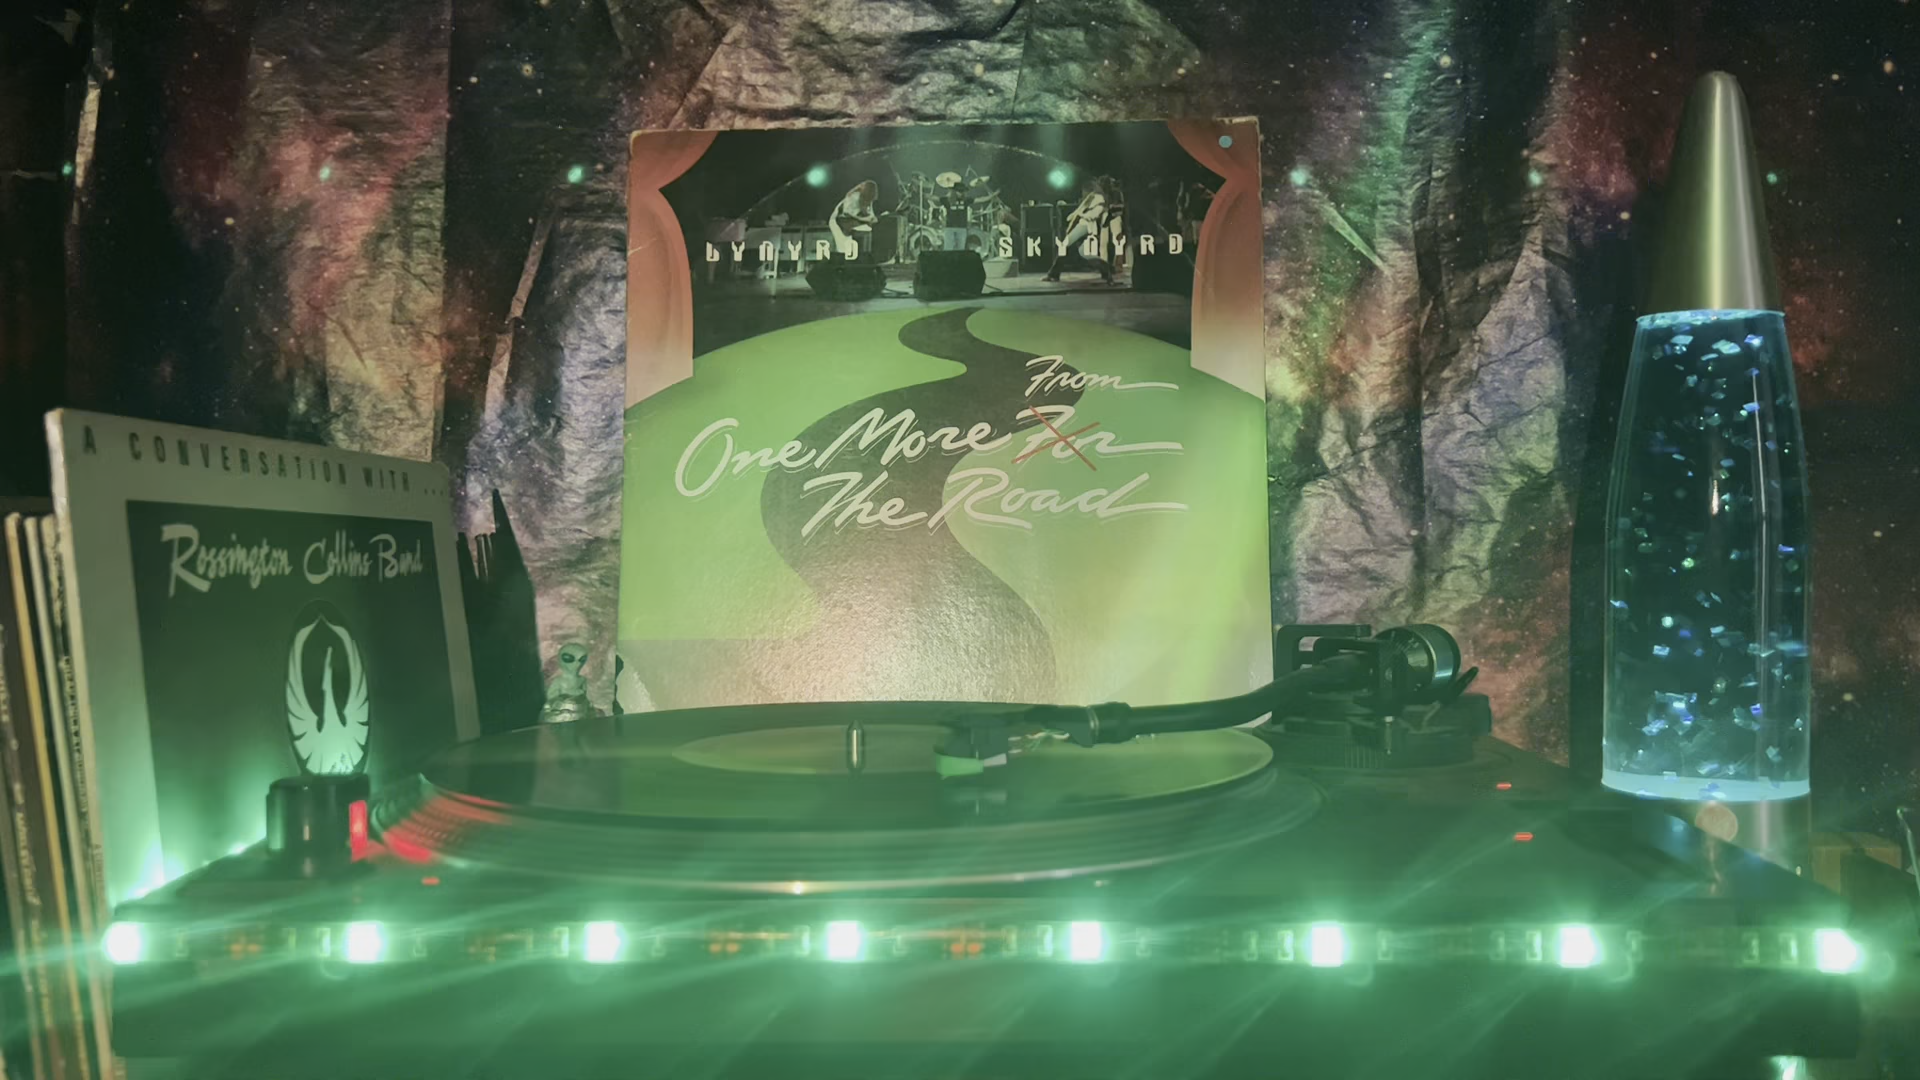 LYNYRD SKYNYRD
From
One More For
The Road
A CONVERSATION WITH ...
Rossington Collins Band